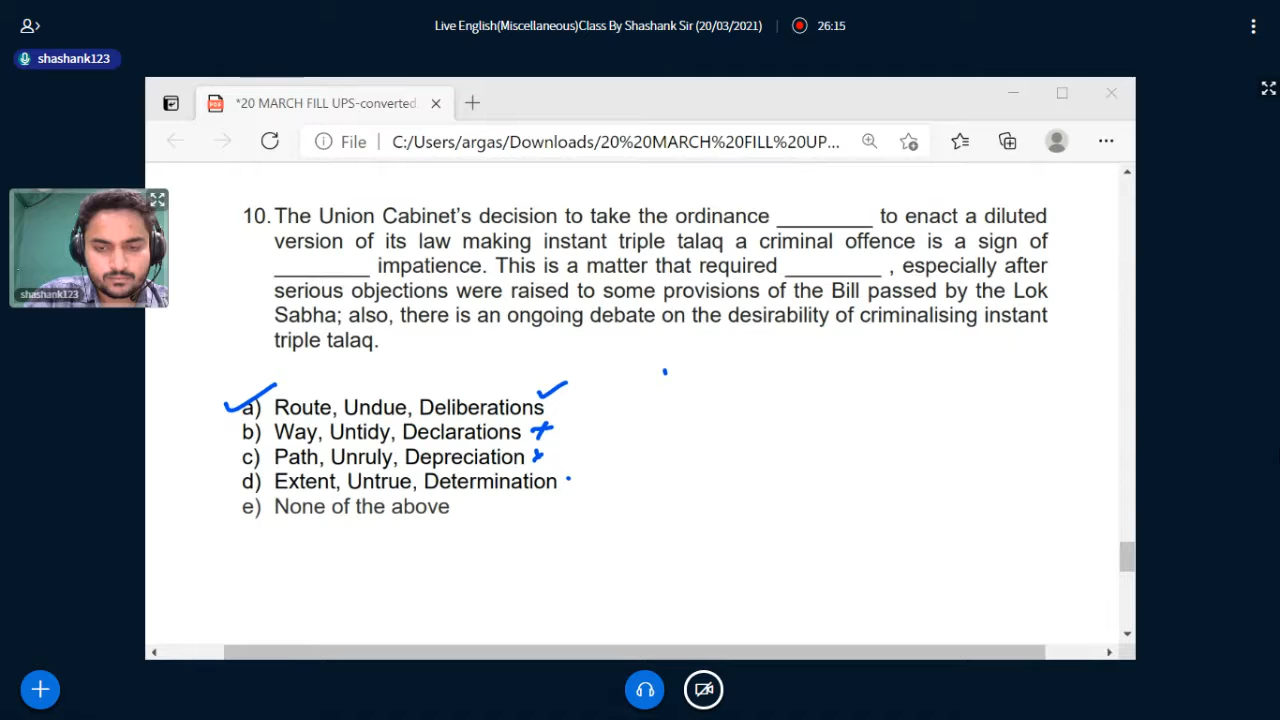 Live English(Miscellaneous)Class By Shashank Sir (20/03/2021)
26:15
shashank123
*20 MARCH FILL UPS-converted
File
C:/Users/argas/Downloads/20%20MARCH%20FILL%20UP...
shashank123
10. The Union Cabinet's decision to take the ordinance ________ to enact a diluted
version of its law making instant triple talaq a criminal offence is a sign of
________ impatience. This is a matter that required ________ , especially after
serious objections were raised to some provisions of the Bill passed by the Lok
Sabha; also, there is an ongoing debate on the desirability of criminalising instant
triple talaq.
a) Route, Undue, Deliberations
b) Way, Untidy, Declarations
c) Path, Unruly, Depreciation
d) Extent, Untrue, Determination
e) None of the above